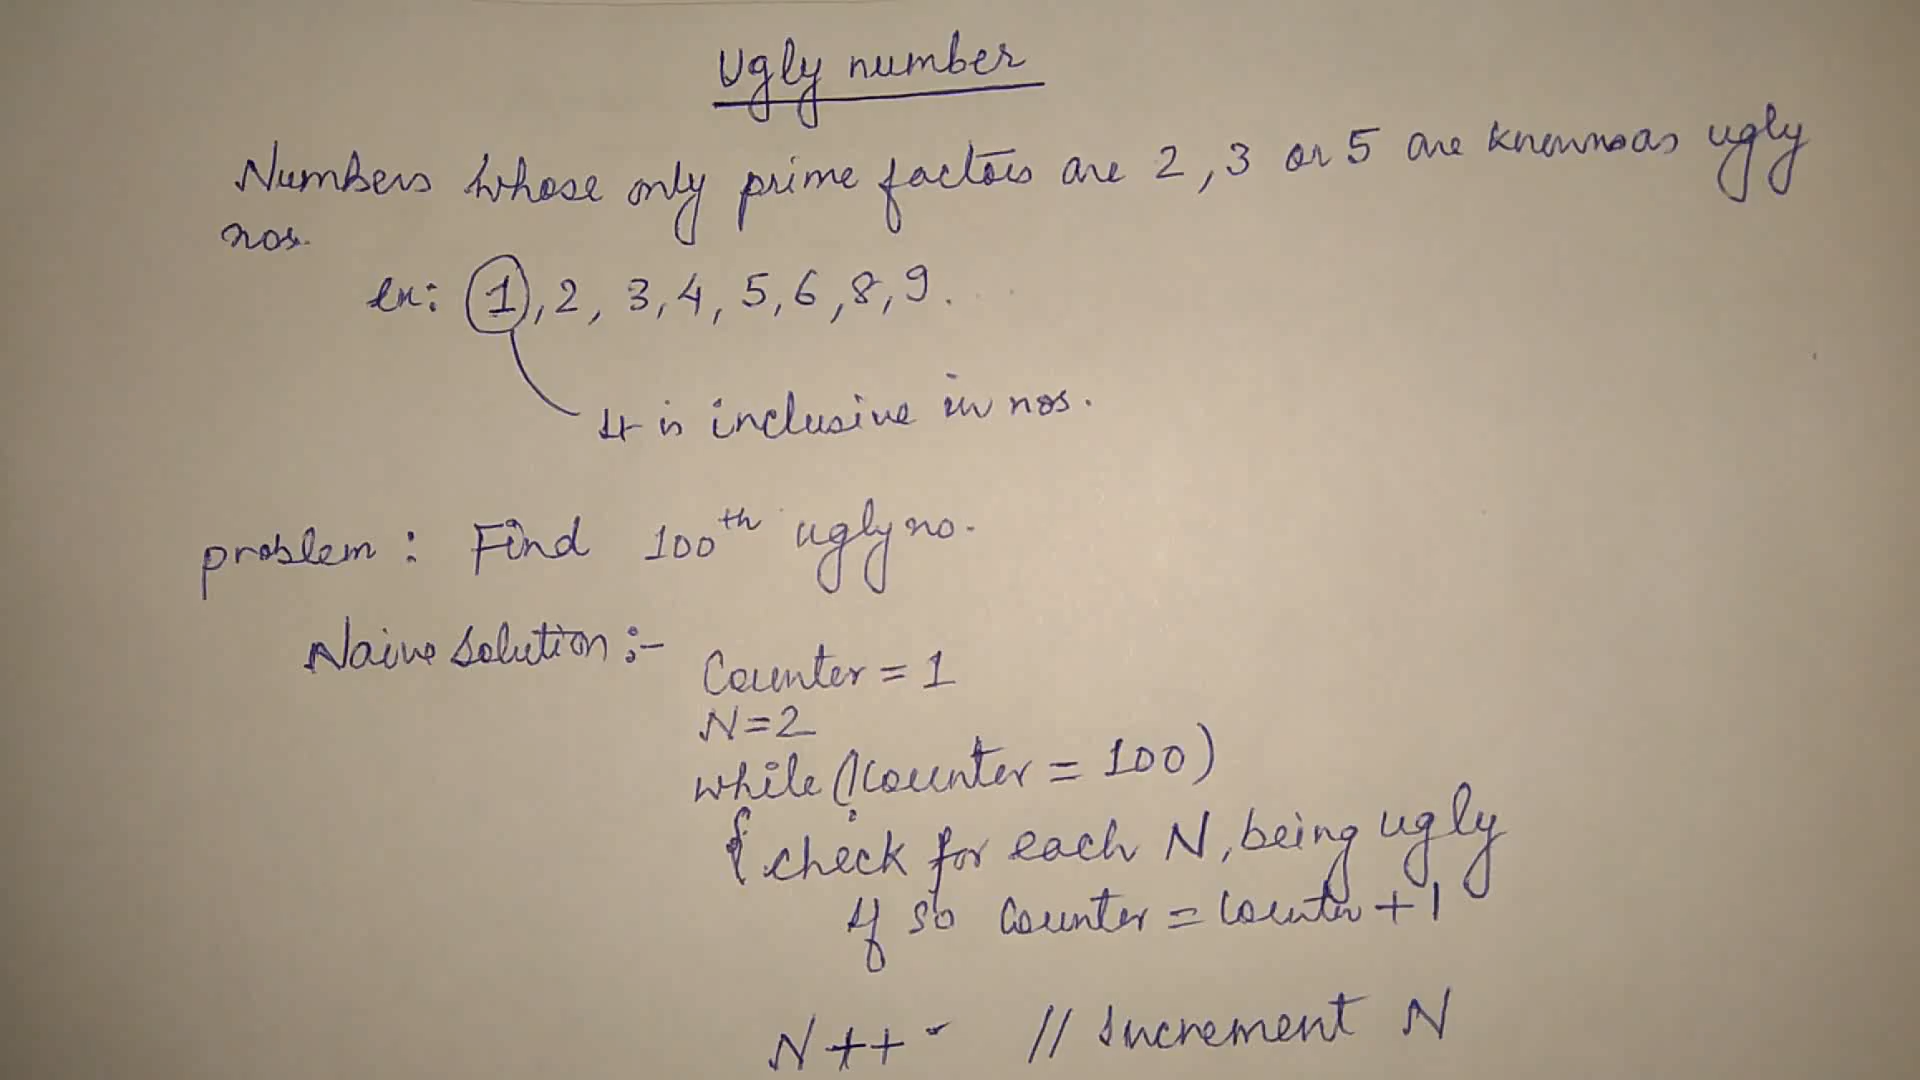 Ugly number
Numbers whose only prime factors are 2, 3 or 5 are known as ugly
nos.
ex: 1, 2, 3, 4, 5, 6, 8, 9. . .
It is inclusive in nos.
problem : Find 100th ugly no.
Naive solution :-
Counter = 1
N = 2
while (!counter = 100)
{ check for each N, being ugly
If so counter = counter + 1
N++ // Increment N